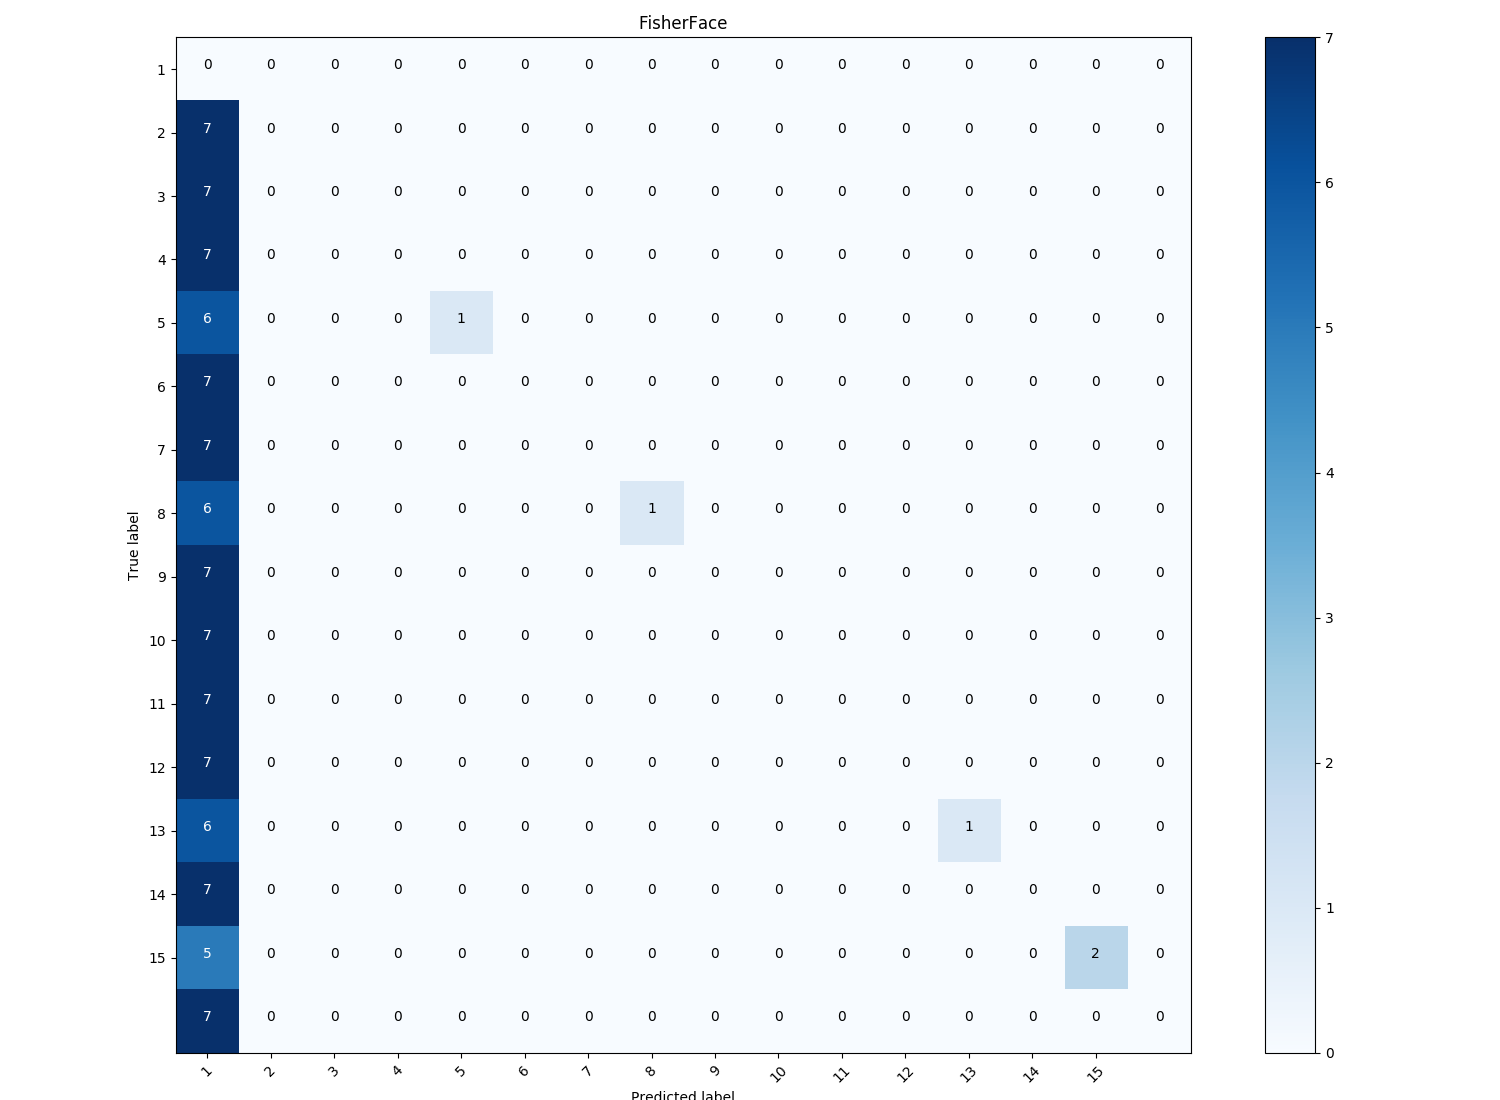 FisherFace
7
1 0 0 0 0 0 0 0 0 0 0 0 0 0 0 0 0
2 7 0 0 0 0 0 0 0 0 0 0 0 0 0 0 0
6
3 7 0 0 0 0 0 0 0 0 0 0 0 0 0 0 0
4 7 0 0 0 0 0 0 0 0 0 0 0 0 0 0 0
5 6 0 0 0 1 0 0 0 0 0 0 0 0 0 0 0
5
6 7 0 0 0 0 0 0 0 0 0 0 0 0 0 0 0
7 7 0 0 0 0 0 0 0 0 0 0 0 0 0 0 0
4
8 6 0 0 0 0 0 0 1 0 0 0 0 0 0 0 0
True label
9 7 0 0 0 0 0 0 0 0 0 0 0 0 0 0 0
3
10 7 0 0 0 0 0 0 0 0 0 0 0 0 0 0 0
11 7 0 0 0 0 0 0 0 0 0 0 0 0 0 0 0
12 7 0 0 0 0 0 0 0 0 0 0 0 0 0 0 0
2
13 6 0 0 0 0 0 0 0 0 0 0 0 1 0 0 0
14 7 0 0 0 0 0 0 0 0 0 0 0 0 0 0 0
1
15 5 0 0 0 0 0 0 0 0 0 0 0 0 0 2 0
7 0 0 0 0 0 0 0 0 0 0 0 0 0 0 0
0
1 2 3 4 5 6 7 8 9 10 11 12 13 14 15
Predicted label